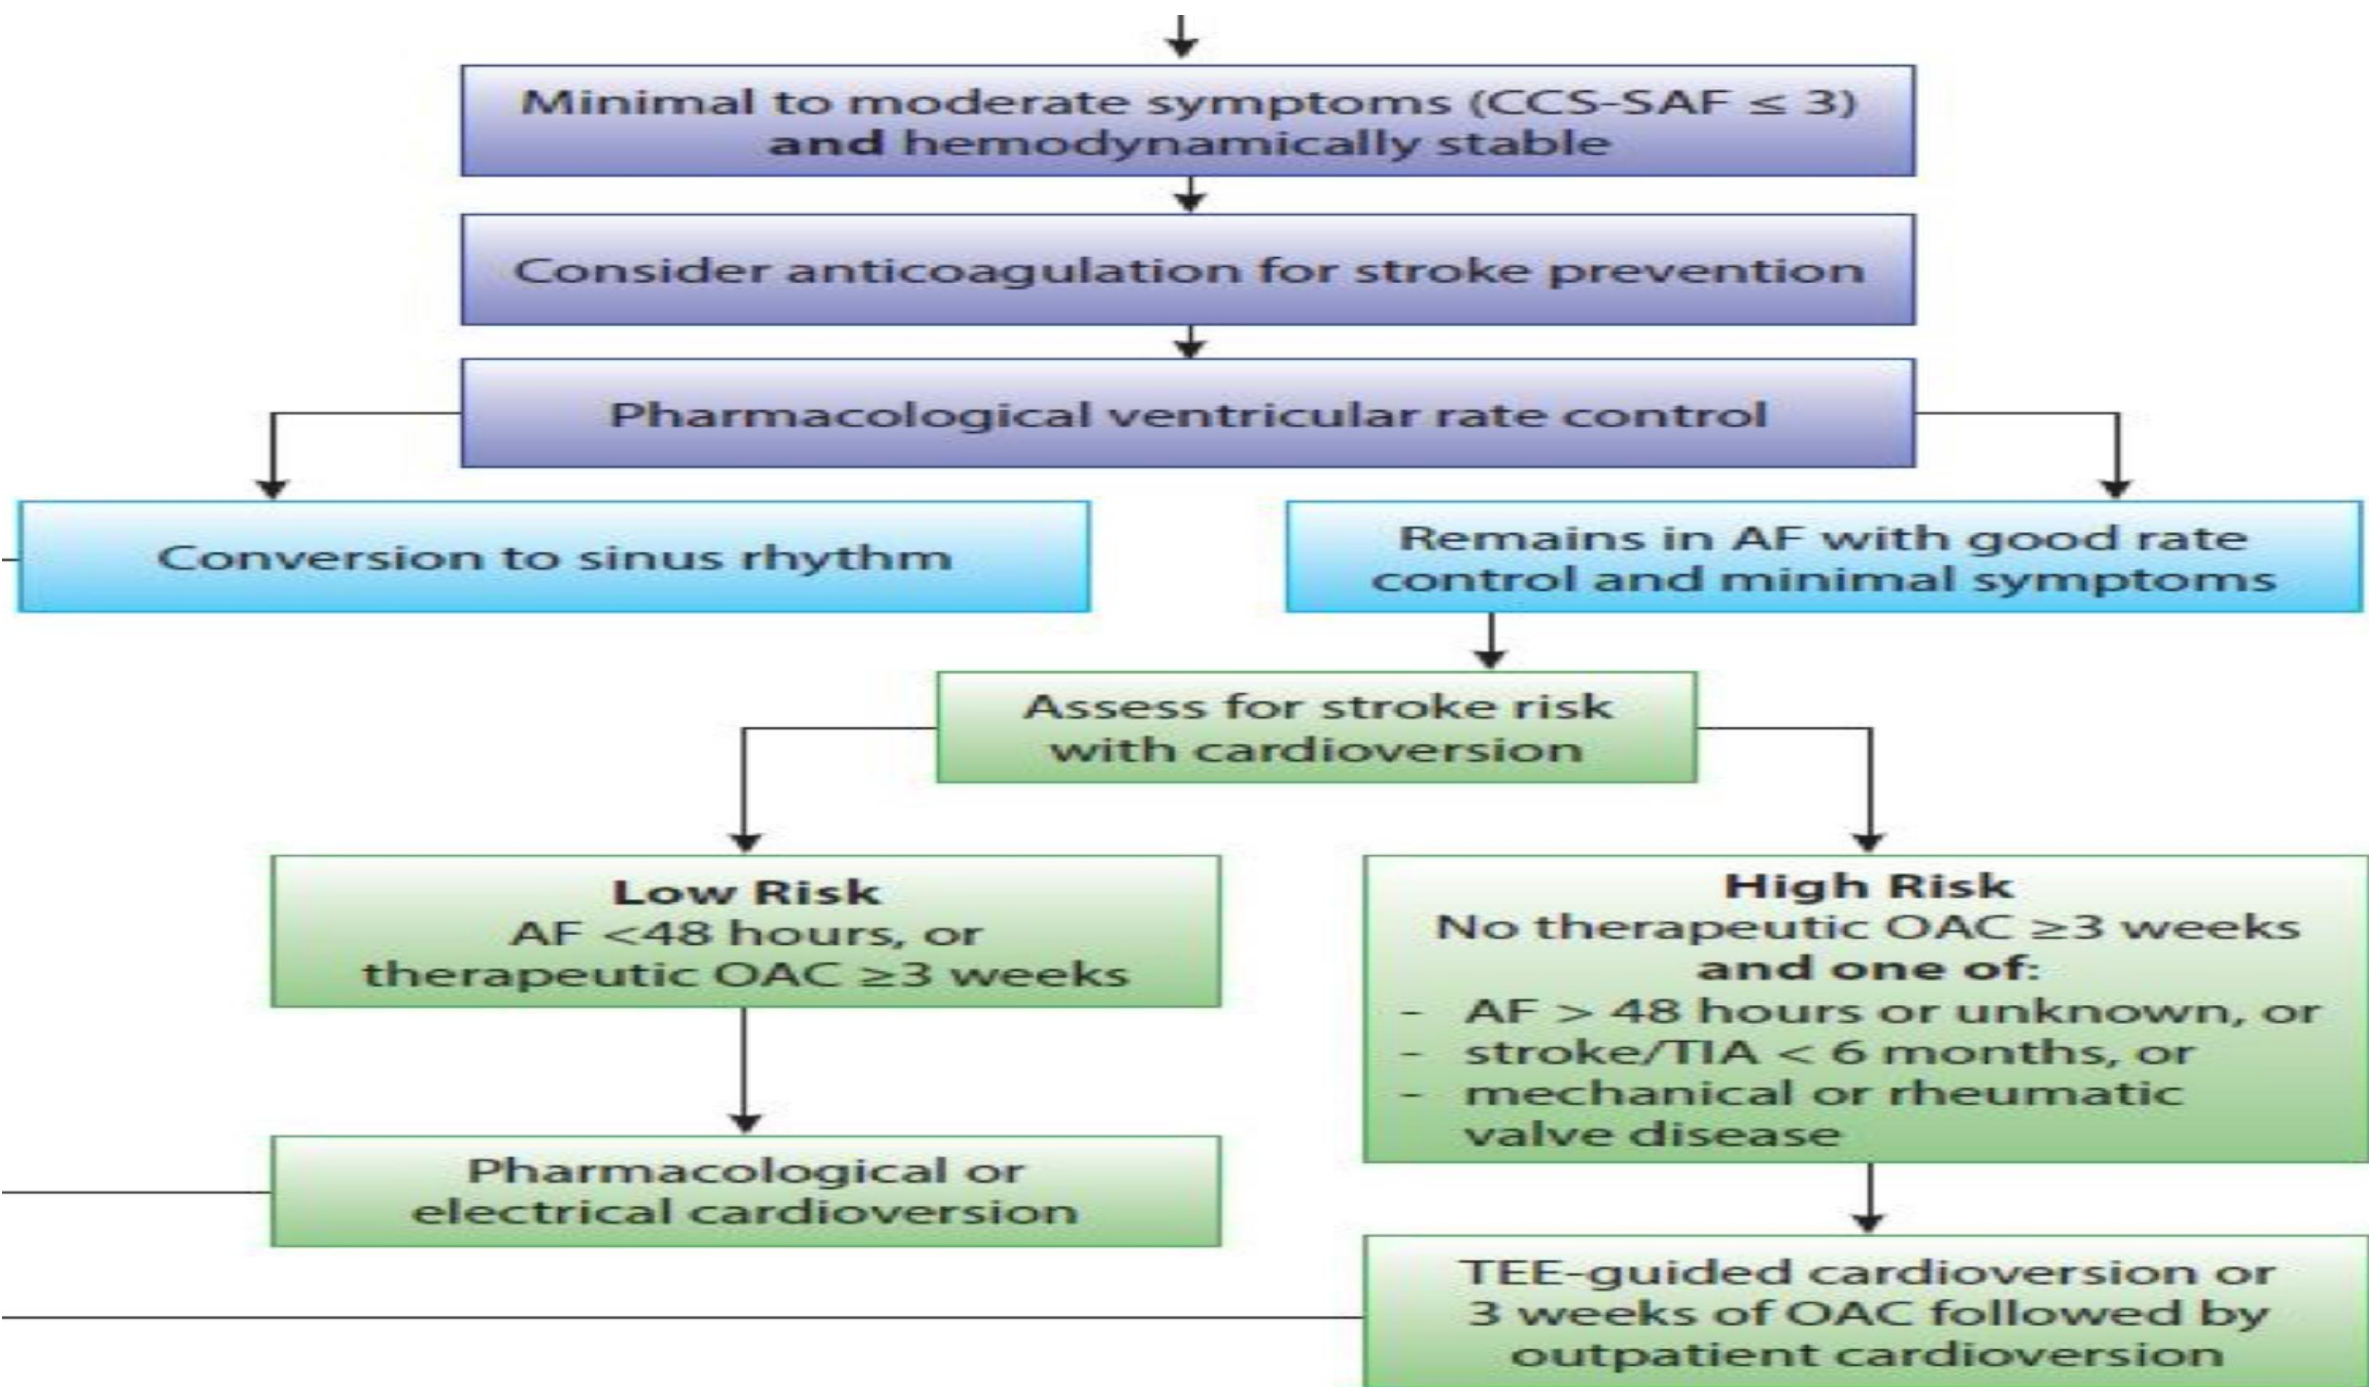 Minimal to moderate symptoms (CCS-SAF ≤ 3)
and hemodynamically stable
Consider anticoagulation for stroke prevention
Pharmacological ventricular rate control
Conversion to sinus rhythm
Remains in AF with good rate
control and minimal symptoms
Assess for stroke risk
with cardioversion
Low Risk
AF <48 hours, or
therapeutic OAC ≥3 weeks
High Risk
No therapeutic OAC ≥3 weeks
and one of:
- AF > 48 hours or unknown, or
- stroke/TIA < 6 months, or
- mechanical or rheumatic
valve disease
Pharmacological or
electrical cardioversion
TEE-guided cardioversion or
3 weeks of OAC followed by
outpatient cardioversion